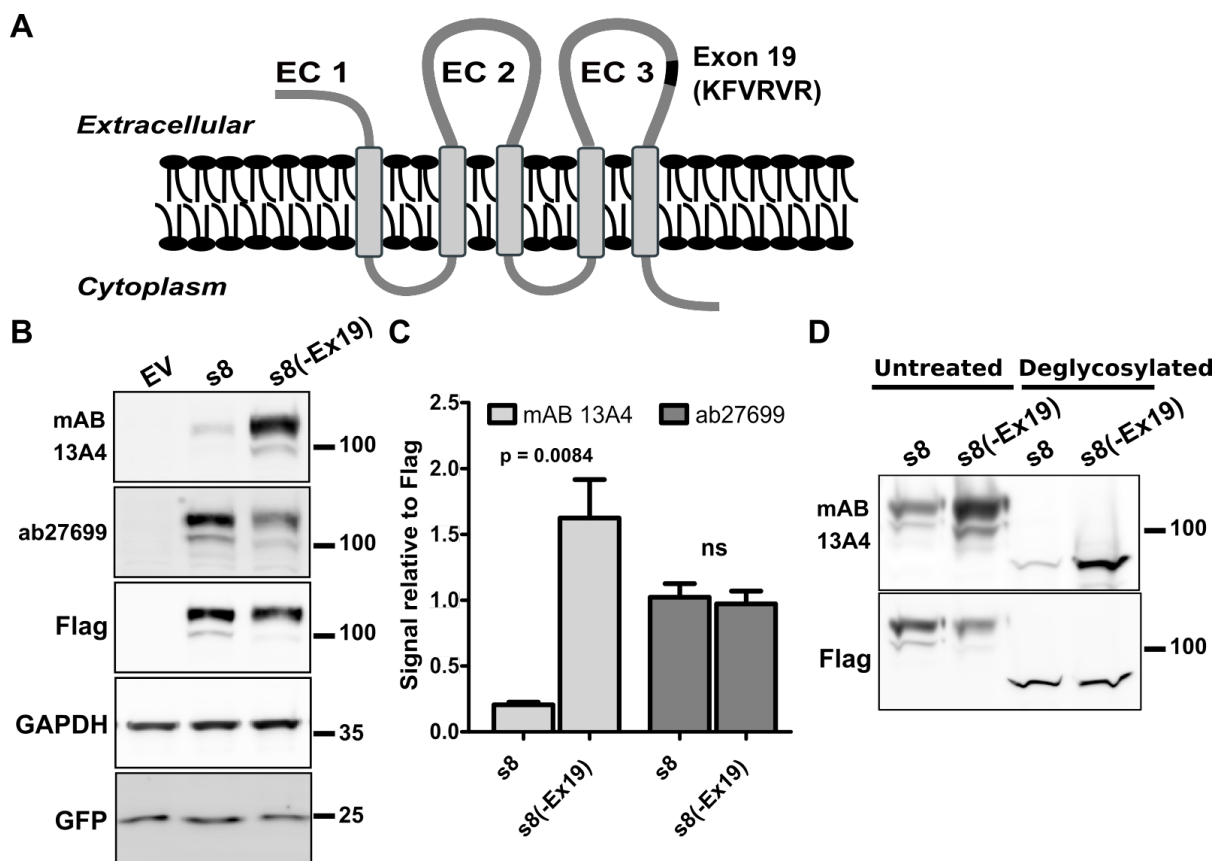 A
EC 1
EC 2
EC 3
Exon 19
(KFVRVR)
Extracellular
Cytoplasm
B
EV
s8
s8(-Ex19)
mAB
13A4
100
ab27699
100
Flag
100
GAPDH
35
GFP
25
C
Signal relative to Flag
2.5
2.0
1.5
1.0
0.5
0.0
mAB 13A4
ab27699
p = 0.0084
ns
s8
s8(-Ex19)
s8
s8(-Ex19)
D
Untreated
Deglycosylated
s8
s8(-Ex19)
s8
s8(-Ex19)
mAB
13A4
100
Flag
100